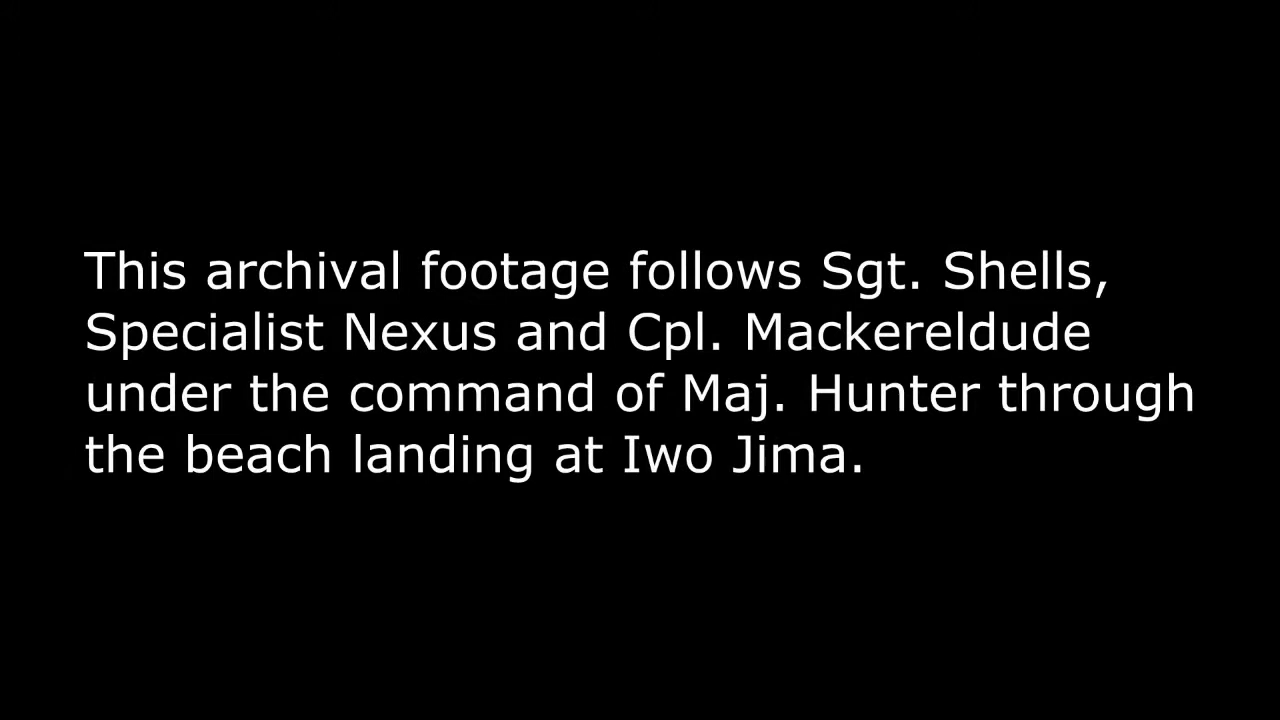 This archival footage follows Sgt. Shells,
Specialist Nexus and Cpl. Mackereldude
under the command of Maj. Hunter through
the beach landing at Iwo Jima.